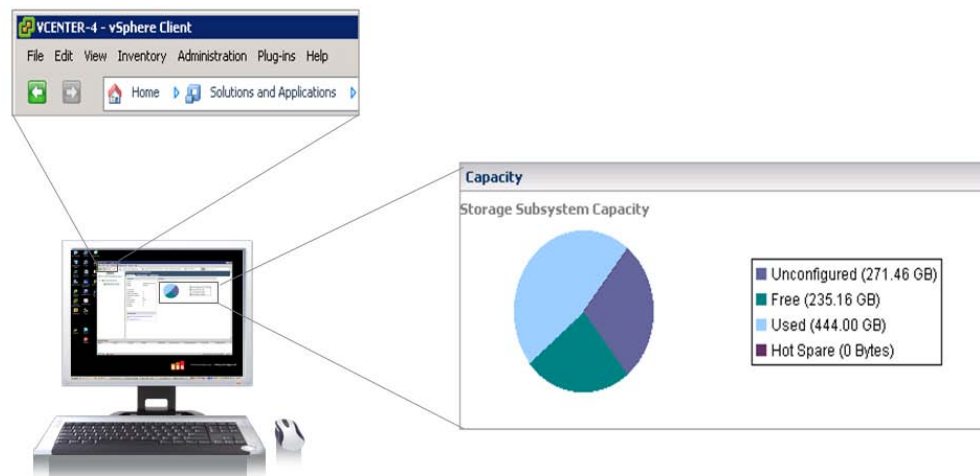 VCENTER-4 - vSphere Client
File Edit View Inventory Administration Plug-ins Help
Home Solutions and Applications
Capacity
Storage Subsystem Capacity
Unconfigured (271.46 GB)
Free (235.16 GB)
Used (444.00 GB)
Hot Spare (0 Bytes)